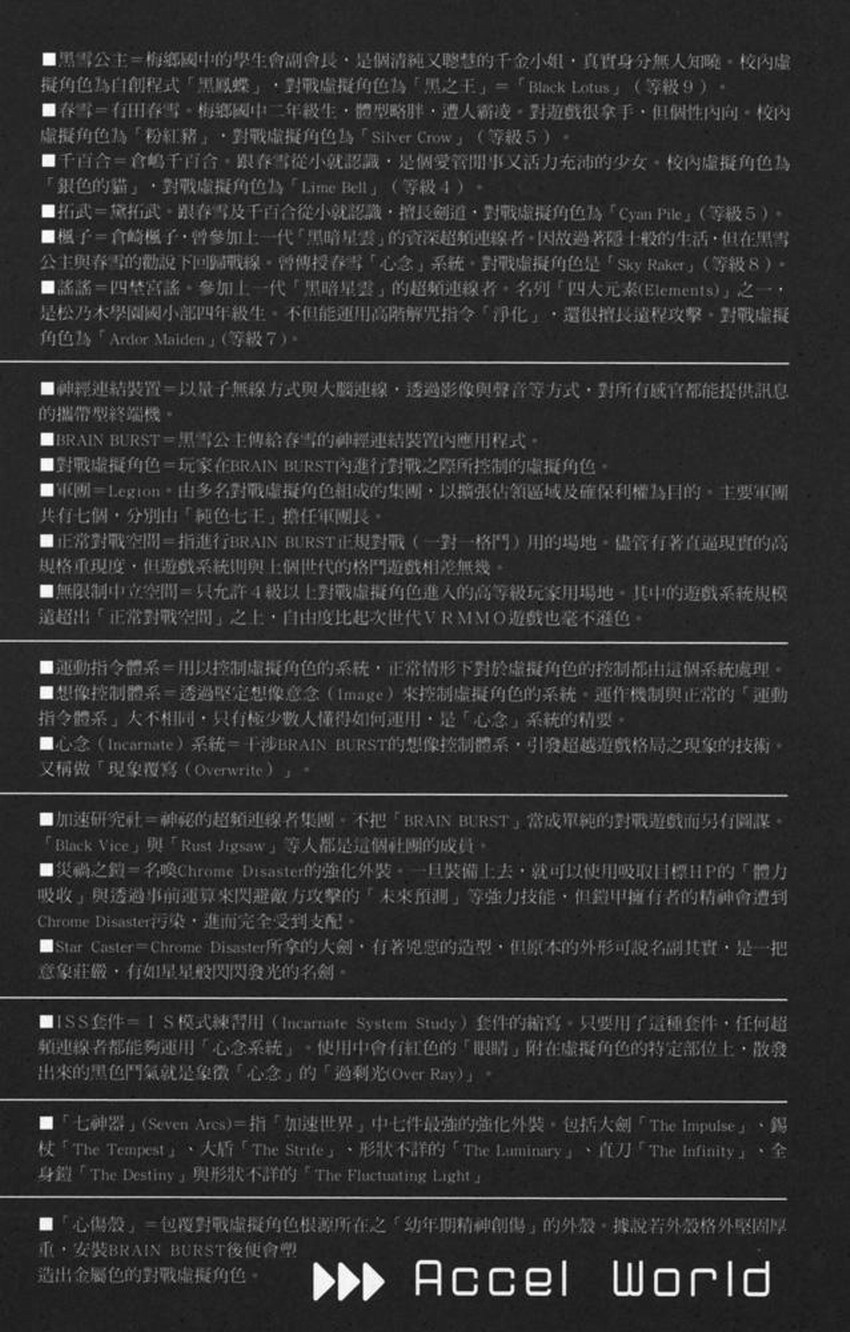 ■黑雪公主＝梅鄉國中的學生會副會長，是個清純又聰慧的千金小姐，真實身分無人知曉。校內虛
擬角色為自創程式「黑鳳蝶」，對戰虛擬角色為「黑之王」＝「Black Lotus」（等級９）。
■春雪＝有田春雪。梅鄉國中二年級生，體型略胖，遭人霸凌。對遊戲很拿手，但個性內向。校內
虛擬角色為「粉紅豬」，對戰虛擬角色為「Silver Crow」（等級５）。
■千百合＝倉嶋千百合。跟春雪從小就認識，是個愛管閒事又活力充沛的少女。校內虛擬角色為
「銀色的貓」，對戰虛擬角色為「Lime Bell」（等級４）。
■拓武＝黛拓武。跟春雪及千百合從小就認識，擅長劍道，對戰虛擬角色為「Cyan Pile」（等級５）。
■楓子＝倉崎楓子，曾參加上一代「黑暗星雲」的資深超頻連線者。因故過著隱士般的生活，但在黑雪
公主與春雪的勸說下回歸戰線。曾傳授春雪「心念」系統。對戰虛擬角色是「Sky Raker」（等級８）。
■謠謠＝四埜宮謠。參加上一代「黑暗星雲」的超頻連線者。名列「四大元素(Elements)」之一，
是松乃木學園國小部四年級生。不但能運用高階解咒指令「淨化」，還很擅長遠程攻擊。對戰虛擬
角色為「Ardor Maiden」（等級７）。
■神經連結裝置＝以量子無線方式與大腦連線，透過影像與聲音等方式，對所有感官都能提供訊息
的攜帶型終端機。
■BRAIN BURST＝黑雪公主傳給春雪的神經連結裝置內應用程式。
■對戰虛擬角色＝玩家在BRAIN BURST內進行對戰之際所控制的虛擬角色。
■軍團＝Legion。由多名對戰虛擬角色組成的集團，以擴張佔領區域及確保利權為目的。主要軍團
共有七個，分別由「純色七王」擔任軍團長。
■正常對戰空間＝指進行BRAIN BURST正規對戰（一對一格鬥）用的場地。儘管有著直逼現實的高
規格重現度，但遊戲系統則與上個世代的格鬥遊戲相差無幾。
■無限制中立空間＝只允許４級以上對戰虛擬角色進入的高等級玩家用場地。其中的遊戲系統規模
遠超出「正常對戰空間」之上，自由度比起次世代ＶＲＭＭＯ遊戲也毫不遜色。
■運動指令體系＝用以控制虛擬角色的系統，正常情形下對於虛擬角色的控制都由這個系統處理。
■想像控制體系＝透過堅定想像意念（Image）來控制虛擬角色的系統。運作機制與正常的「運動
指令體系」大不相同，只有極少數人懂得如何運用，是「心念」系統的精要。
■心念（Incarnate）系統＝干涉BRAIN BURST的想像控制體系，引發超越遊戲格局之現象的技術。
又稱做「現象覆寫（Overwrite）」。
■加速研究社＝神祕的超頻連線者集團。不把「BRAIN BURST」當成單純的對戰遊戲而另有圖謀。
「Black Vice」與「Rust Jigsaw」等人都是這個社團的成員。
■災禍之鎧＝名喚Chrome Disaster的強化外裝。一旦裝備上去，就可以使用吸取目標HP的「體力
吸收」與透過事前運算來閃避敵方攻擊的「未來預測」等強力技能，但鎧甲擁有者的精神會遭到
Chrome Disaster污染，進而完全受到支配。
■Star Caster＝Chrome Disaster所拿的大劍，有著兇惡的造型，但原本的外形可說名副其實，是一把
意象莊嚴，有如星星般閃閃發光的名劍。
■ISS套件＝ＩＳ模式練習用（Incarnate System Study）套件的縮寫。只要用了這種套件，任何超
頻連線者都能夠運用「心念系統」。使用中會有紅色的「眼睛」附在虛擬角色的特定部位上，散發
出來的黑色鬥氣就是象徵「心念」的「過剩光(Over Ray)」。
■「七神器」(Seven Arcs)＝指「加速世界」中七件最強的強化外裝。包括大劍「The Impulse」、錫
杖「The Tempest」、大盾「The Strife」、形狀不詳的「The Luminary」、直刀「The Infinity」、全
身鎧「The Destiny」與形狀不詳的「The Fluctuating Light」
■「心傷殼」＝包覆對戰虛擬角色根源所在之「幼年期精神創傷」的外殼。據說若外殼格外堅固厚
重，安裝BRAIN BURST後便會塑
造出金屬色的對戰虛擬角色。
Accel World